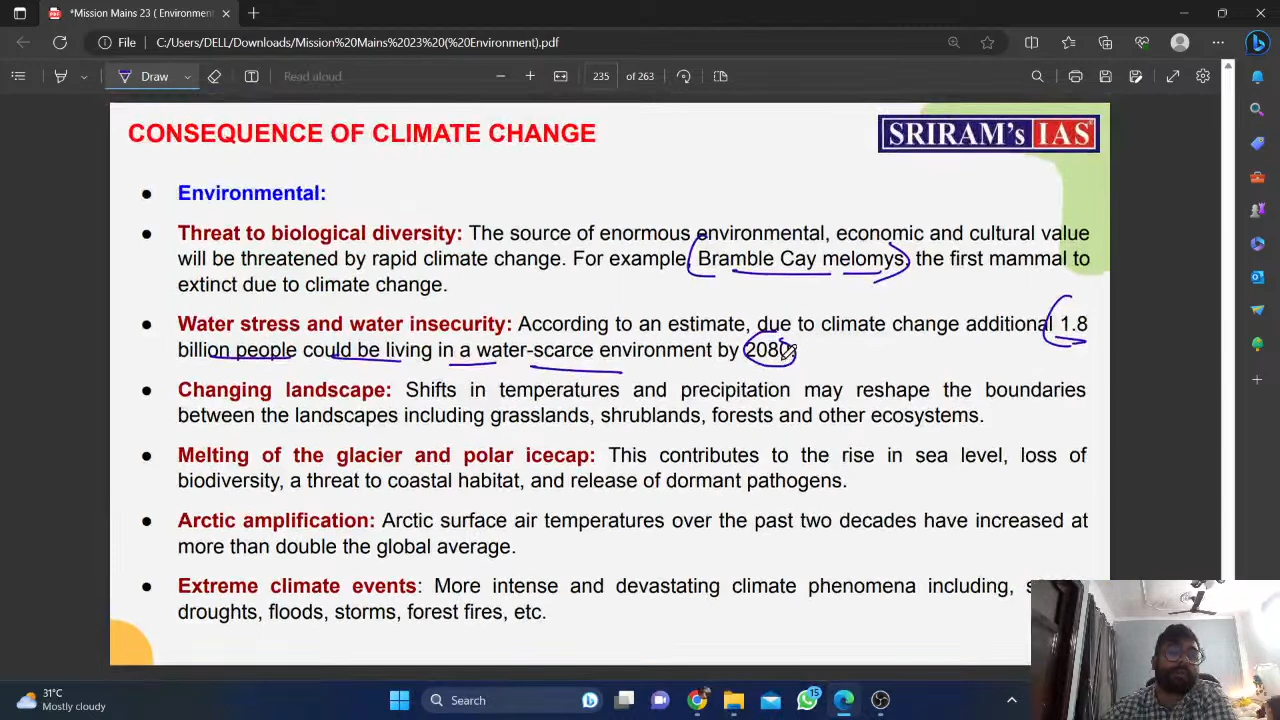 *Mission Mains 23 ( Environment
File
C:/Users/DELL/Downloads/Mission%20Mains%2023%20(%20Environment).pdf
Draw
Read aloud
235
of 263
CONSEQUENCE OF CLIMATE CHANGE
SRIRAM's IAS
● Environmental:
● Threat to biological diversity: The source of enormous environmental, economic and cultural value
will be threatened by rapid climate change. For example, Bramble Cay melomys, the first mammal to
extinct due to climate change.
● Water stress and water insecurity: According to an estimate, due to climate change additional 1.8
billion people could be living in a water-scarce environment by 2080.
● Changing landscape: Shifts in temperatures and precipitation may reshape the boundaries
between the landscapes including grasslands, shrublands, forests and other ecosystems.
● Melting of the glacier and polar icecap: This contributes to the rise in sea level, loss of
biodiversity, a threat to coastal habitat, and release of dormant pathogens.
● Arctic amplification: Arctic surface air temperatures over the past two decades have increased at
more than double the global average.
● Extreme climate events: More intense and devastating climate phenomena including,
droughts, floods, storms, forest fires, etc.
31°C
Mostly cloudy
Search
15